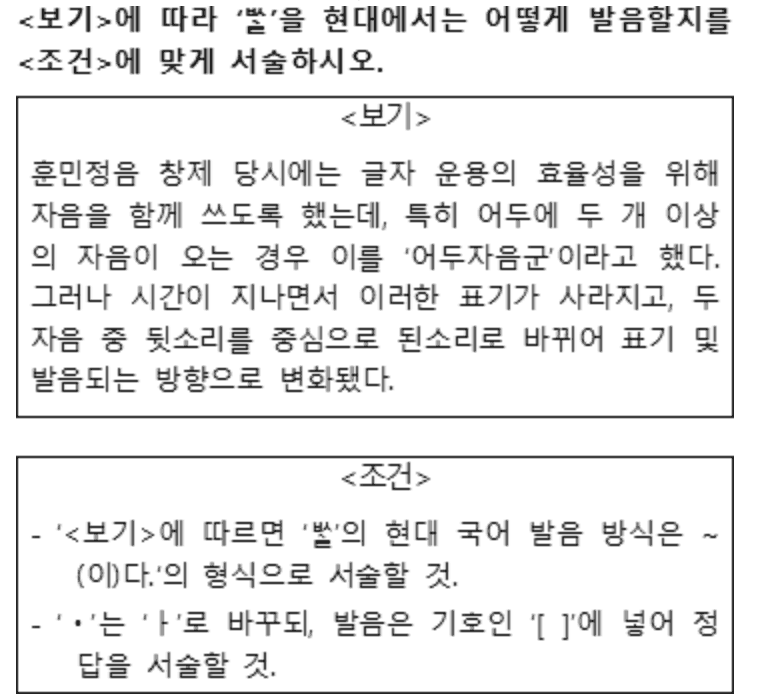 <보기>에 따라 'ᄡᆞᆯ'을 현대에서는 어떻게 발음할지를
<조건>에 맞게 서술하시오.
<보기>
훈민정음 창제 당시에는 글자 운용의 효율성을 위해
자음을 함께 쓰도록 했는데, 특히 어두에 두 개 이상
의 자음이 오는 경우 이를 '어두자음군'이라고 했다.
그러나 시간이 지나면서 이러한 표기가 사라지고, 두
자음 중 뒷소리를 중심으로 된소리로 바뀌어 표기 및
발음되는 방향으로 변화됐다.
<조건>
- '<보기>에 따르면 'ᄡᆞᆯ'의 현대 국어 발음 방식은 ~
(이)다.'의 형식으로 서술할 것.
- 'ㆍ'는 'ㅏ'로 바꾸되, 발음은 기호인 '[ ]'에 넣어 정
답을 서술할 것.